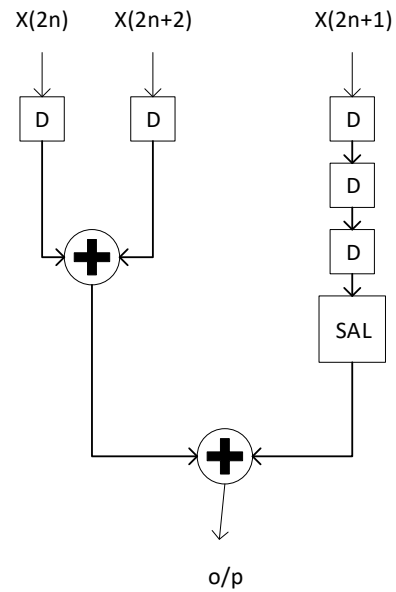 X(2n) X(2n+2) X(2n+1)
D D D
D
D
SAL
o/p